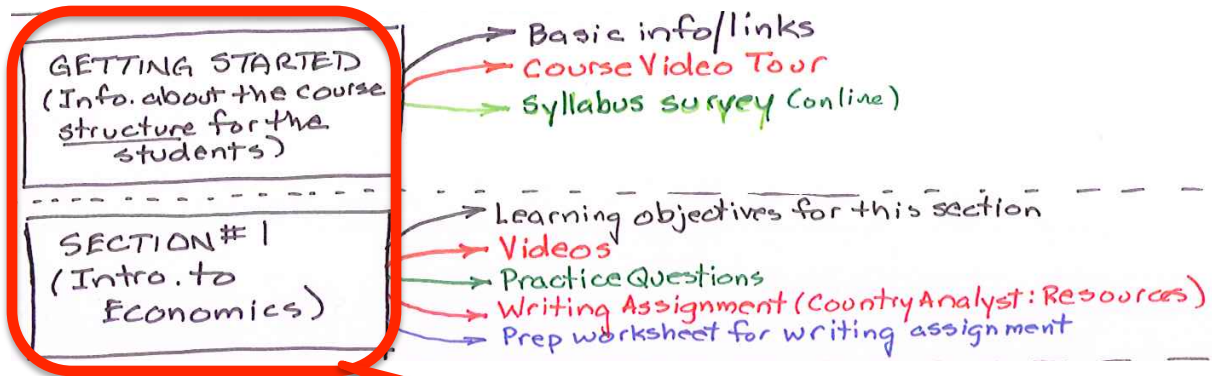 GETTING STARTED
(Info. about the course
structure for the
students)
Basic info/links
Course Video Tour
Syllabus survey (online)
SECTION #1
(Intro. to
Economics)
Learning objectives for this section
Videos
Practice Questions
Writing Assignment (Country Analyst: Resources)
Prep worksheet for writing assignment